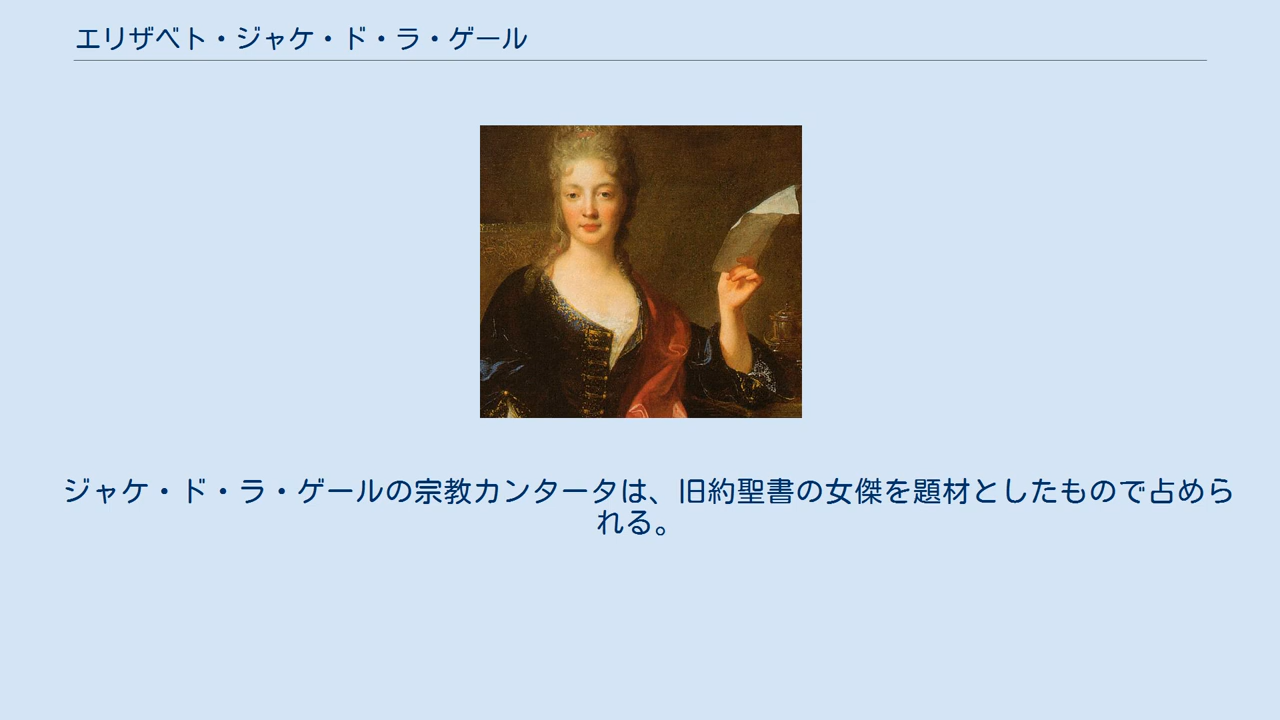 エリザベト・ジャケ・ド・ラ・ゲール
ジャケ・ド・ラ・ゲールの宗教カンタータは、旧約聖書の女傑を題材としたもので占めら
れる。